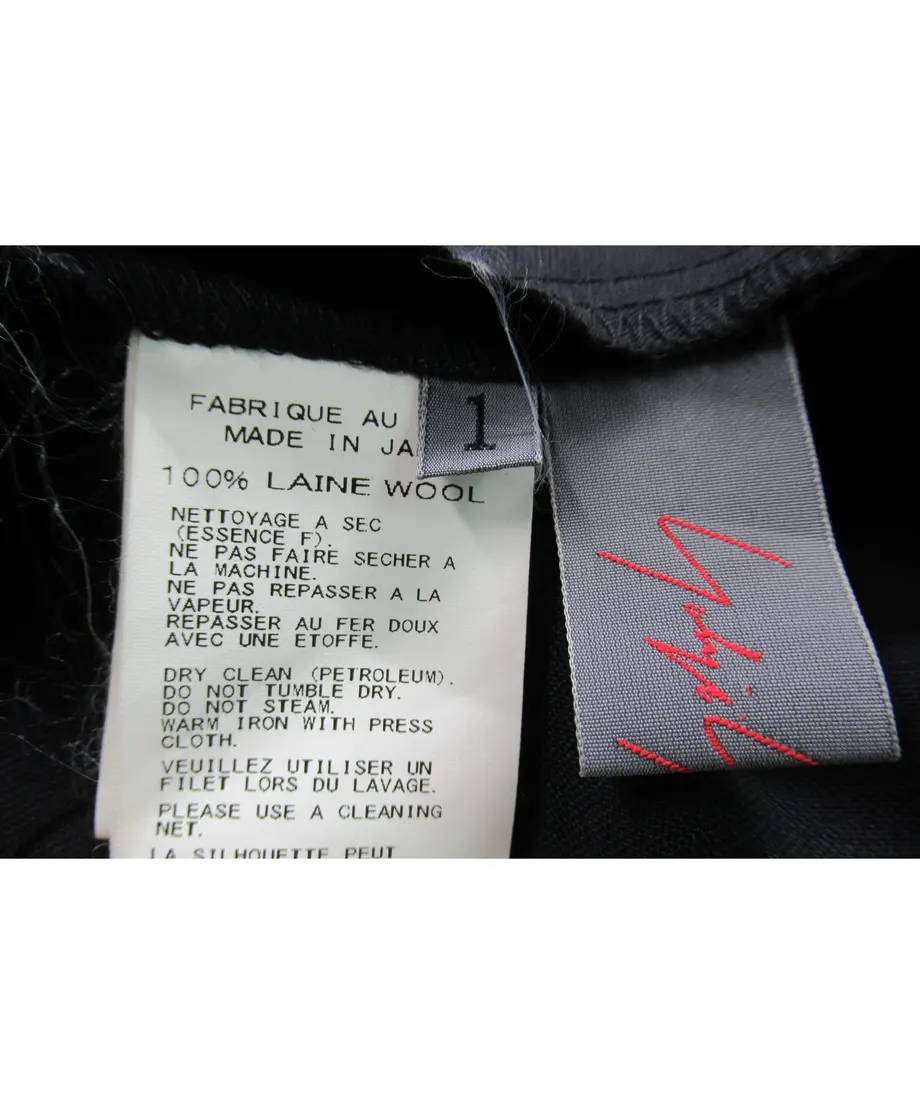 FABRIQUE AU
MADE IN JA
1
100% LAINE WOOL
NETTOYAGE A SEC
(ESSENCE F).
NE PAS FAIRE SECHER A
LA MACHINE.
NE PAS REPASSER A LA
VAPEUR.
REPASSER AU FER DOUX
AVEC UNE ETOFFE.
DRY CLEAN (PETROLEUM).
DO NOT TUMBLE DRY.
DO NOT STEAM.
WARM IRON WITH PRESS
CLOTH.
VEUILLEZ UTILISER UN
FILET LORS DU LAVAGE.
PLEASE USE A CLEANING
NET.
LA SILHOUETTE PEUT